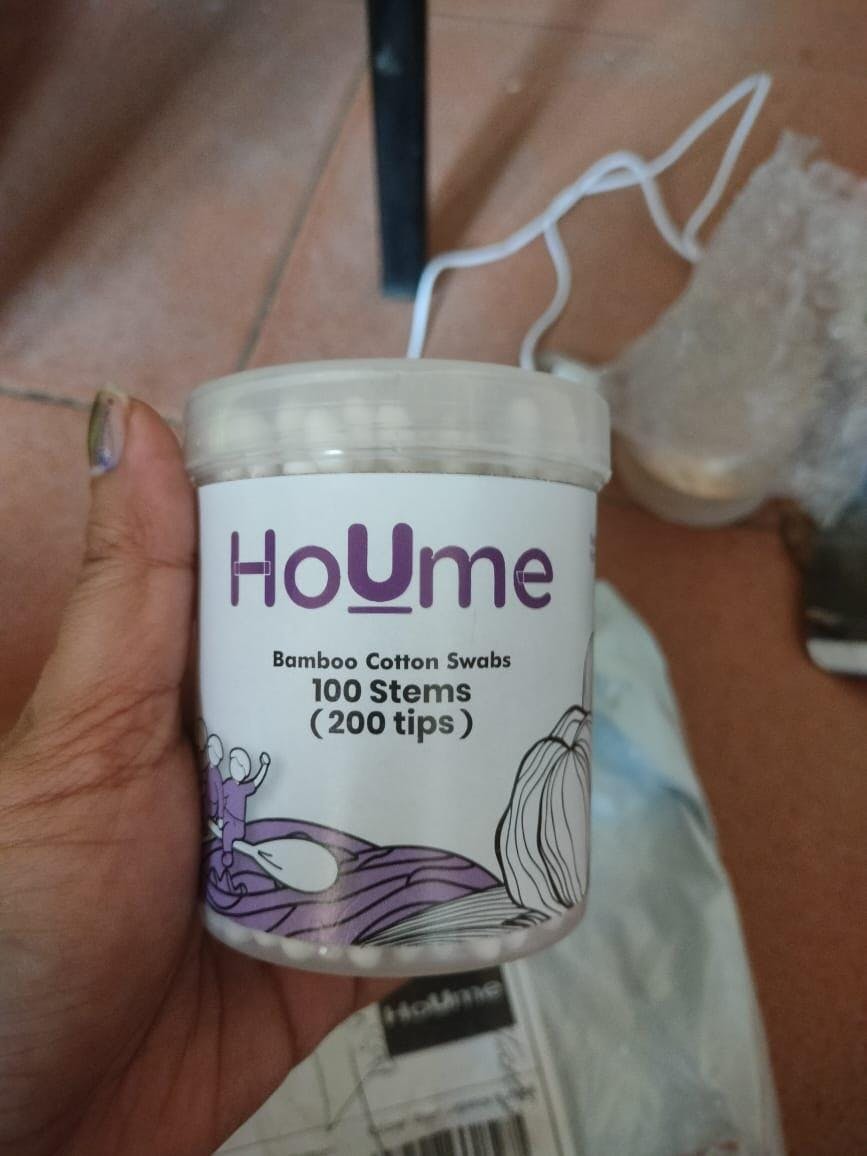 HoUme
Bamboo Cotton Swabs
100 Stems
(200 tips)
HoUme